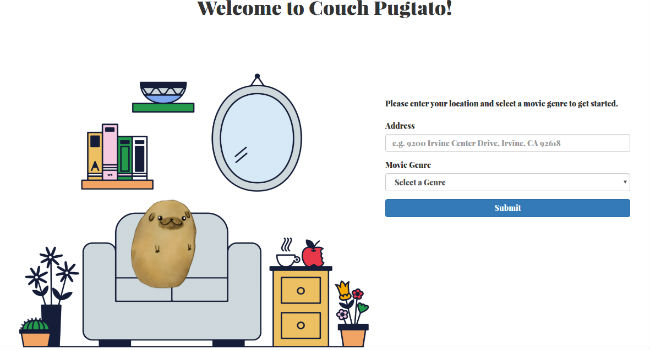 Welcome to Couch Pugtato!
Please enter your location and select a movie genre to get started.
Address
e.g. 9200 Irvine Center Drive, Irvine, CA 92618
Movie Genre
Select a Genre
Submit